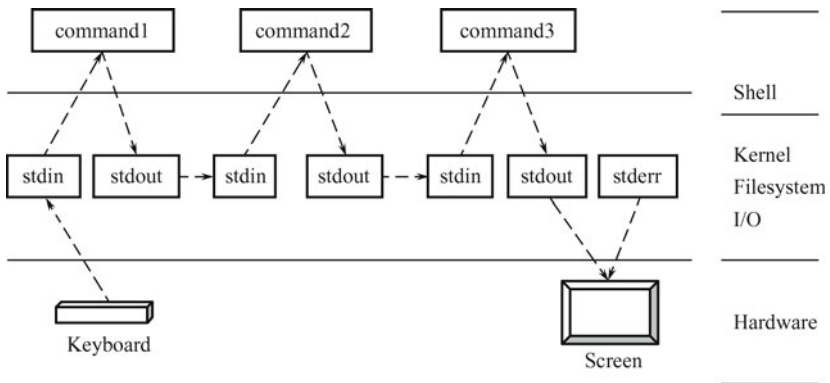 command1
command2
command3
Shell
stdin
stdout
stdin
stdout
stdin
stdout
stderr
Kernel
Filesystem
I/O
Keyboard
Screen
Hardware